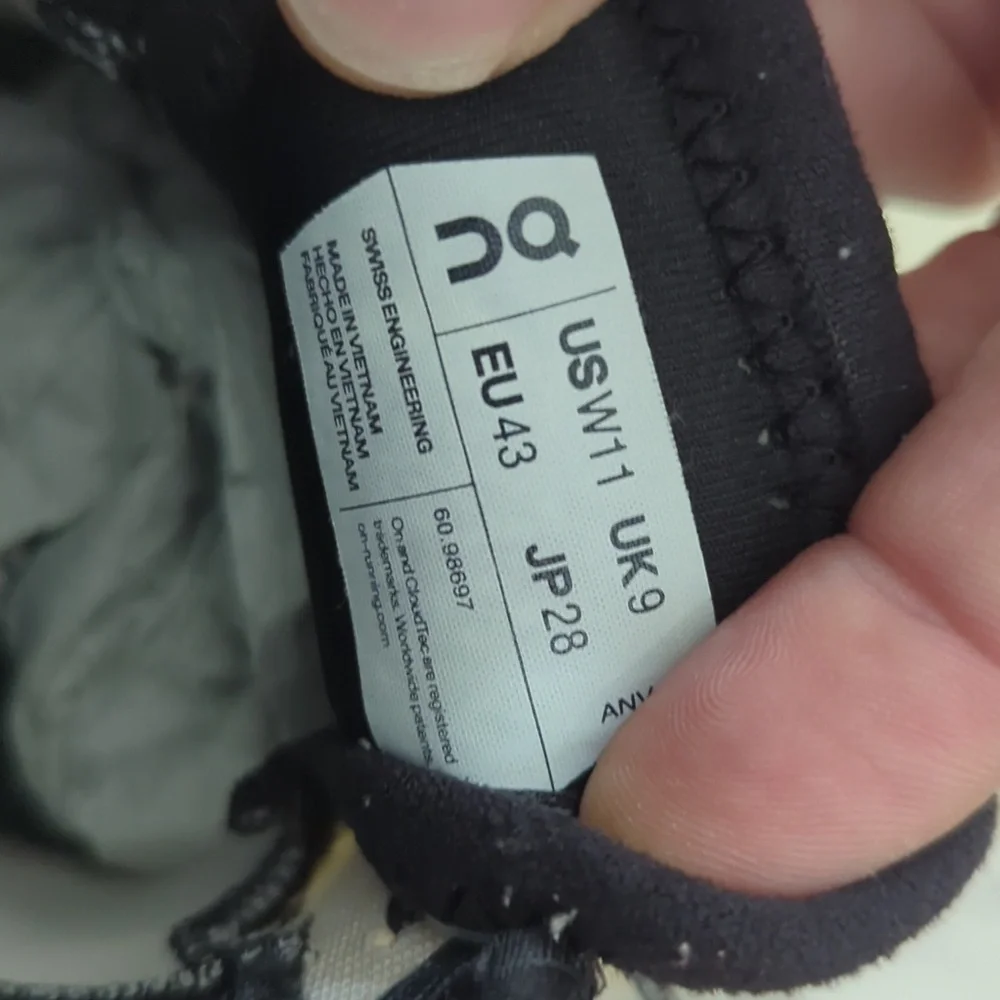 On
USW11 UK9
EU43 JP28
SWISS ENGINEERING
MADE IN VIETNAM
HECHO EN VIETNAM
FABRIQUÉ AU VIETNAM
60.98697
On and CloudTec are registered
trademarks. Worldwide patents.
on-running.com